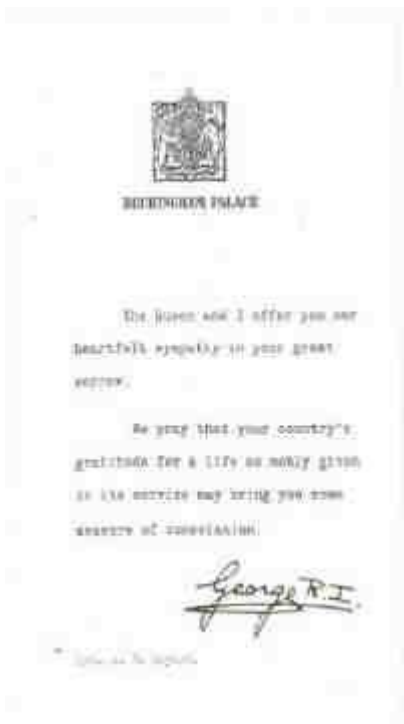 BUCKINGHAM PALACE
The Queen and I offer you our
heartfelt sympathy in your great
sorrow.
We pray that your country's
gratitude for a life so nobly given
in its service may bring you some
measure of consolation.
George R.I.